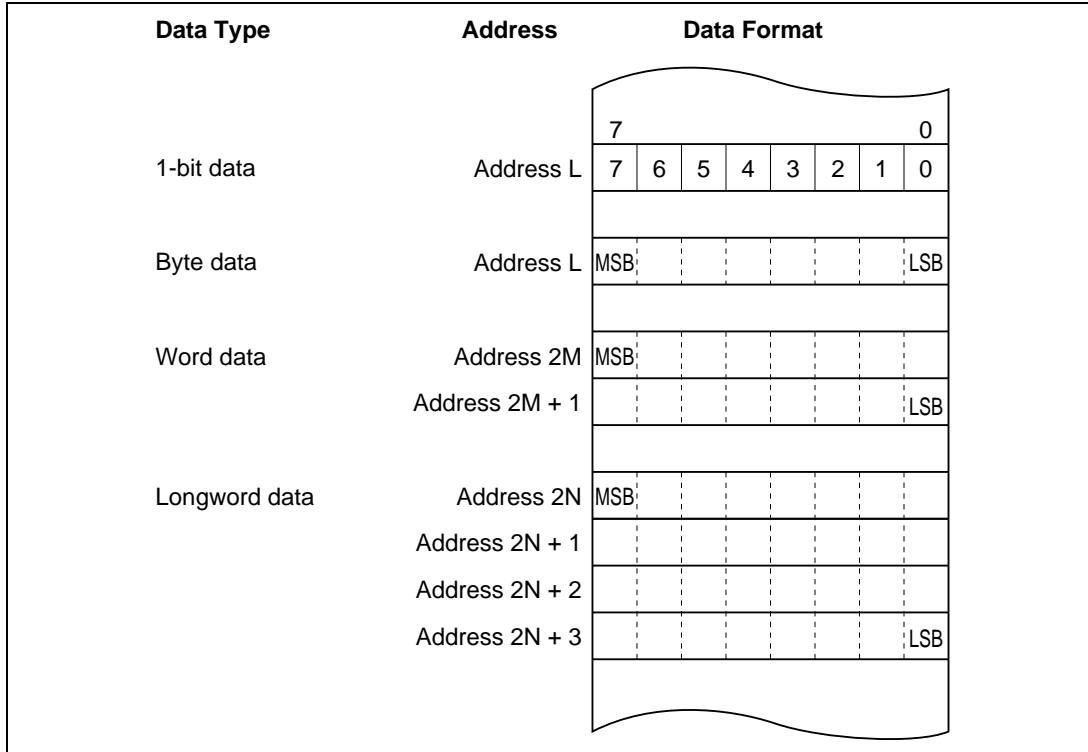 Data Type Address Data Format
7 0
1-bit data Address L 7 6 5 4 3 2 1 0
Byte data Address L MSB LSB
Word data Address 2M MSB
Address 2M + 1 LSB
Longword data Address 2N MSB
Address 2N + 1
Address 2N + 2
Address 2N + 3 LSB